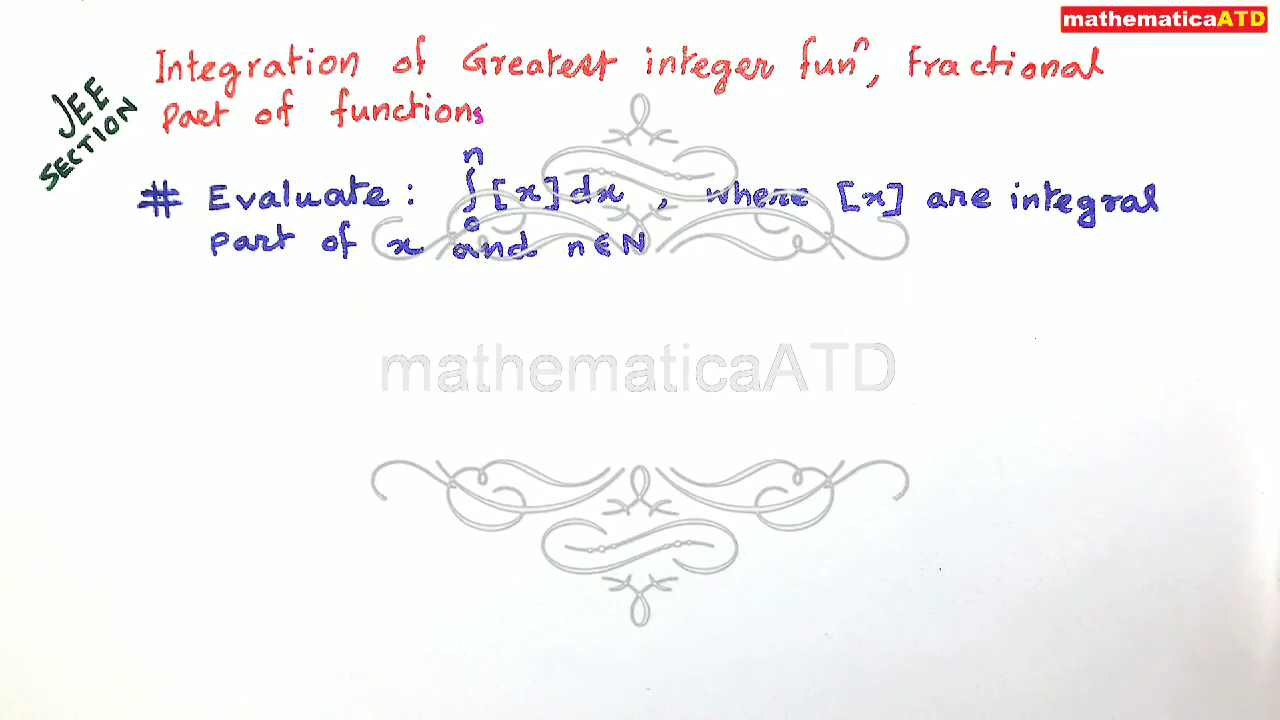 mathematicaATD
JEE SECTION
Integration of Greatest integer funⁿ, Fractional
part of functions
# Evaluate : ∫₀ⁿ [x] dx , where [x] are integral
part of x and n ∈ N
mathematicaATD